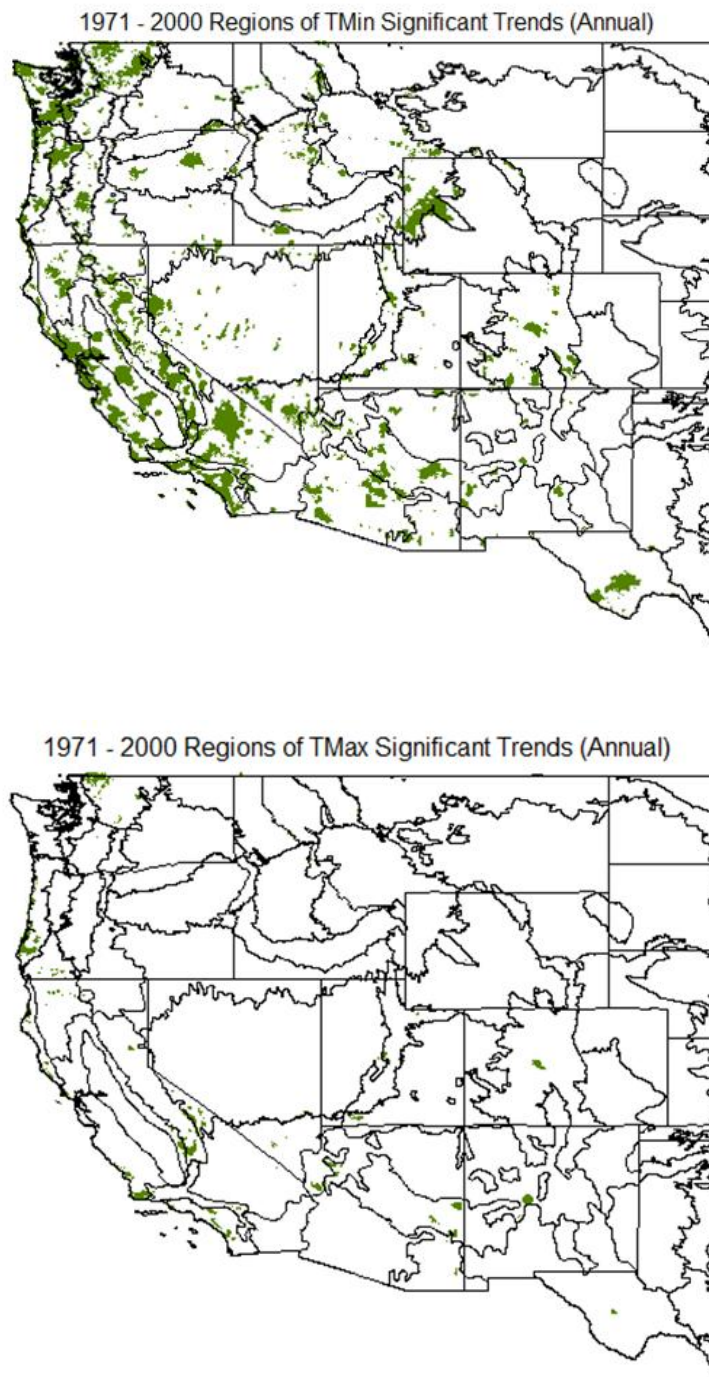 1971 - 2000 Regions of TMin Significant Trends (Annual)
1971 - 2000 Regions of TMax Significant Trends (Annual)